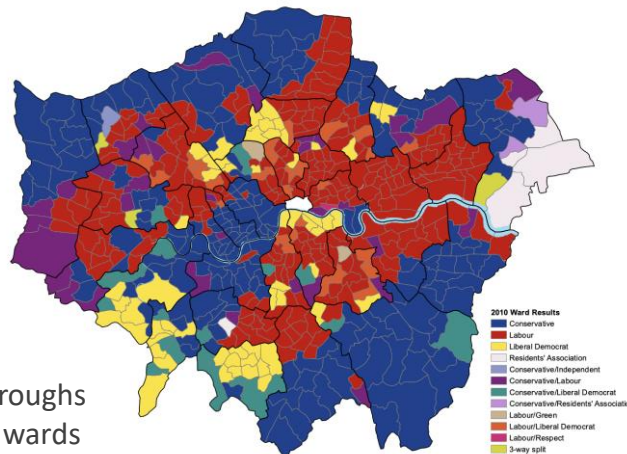 roughs
wards
2010 Ward Results
Conservative
Labour
Liberal Democrat
Residents' Association
Conservative/Independent
Conservative/Labour
Conservative/Liberal Democrat
Conservative/Residents' Associatio
Labour/Green
Labour/Liberal Democrat
Labour/Respect
3-way split